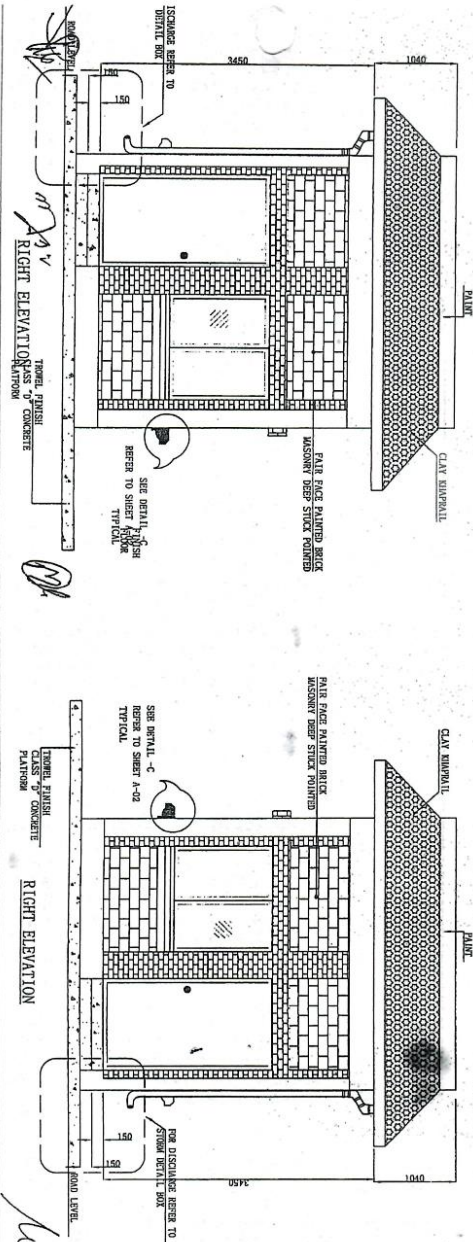 PAINT
CLAY KHAPRAIL
1040
3450
ISCHARGE REFER TO
DETAIL BOX
150
150
ROAD LEVEL
FAIR FACE PAINTED BRICK
MASONRY DEEP STUCK POINTED
SEE DETAIL -C
FINISH
REFER TO SHEET
FLOOR
TYPICAL
RIGHT ELEVATION
TROWEL FINISH
CLASS "D" CONCRETE
PLATFORM
PAINT
CLAY KHAPRAIL
FAIR FACE PAINTED BRICK
MASONRY DEEP STUCK POINTED
SEE DETAIL -C
REFER TO SHEET A-02
TYPICAL
TROWEL FINISH
CLASS "D" CONCRETE
PLATFORM
RIGHT ELEVATION
1040
3450
FOR DISCHARGE REFER TO
STORM DETAIL BOX
150
150
ROAD LEVEL